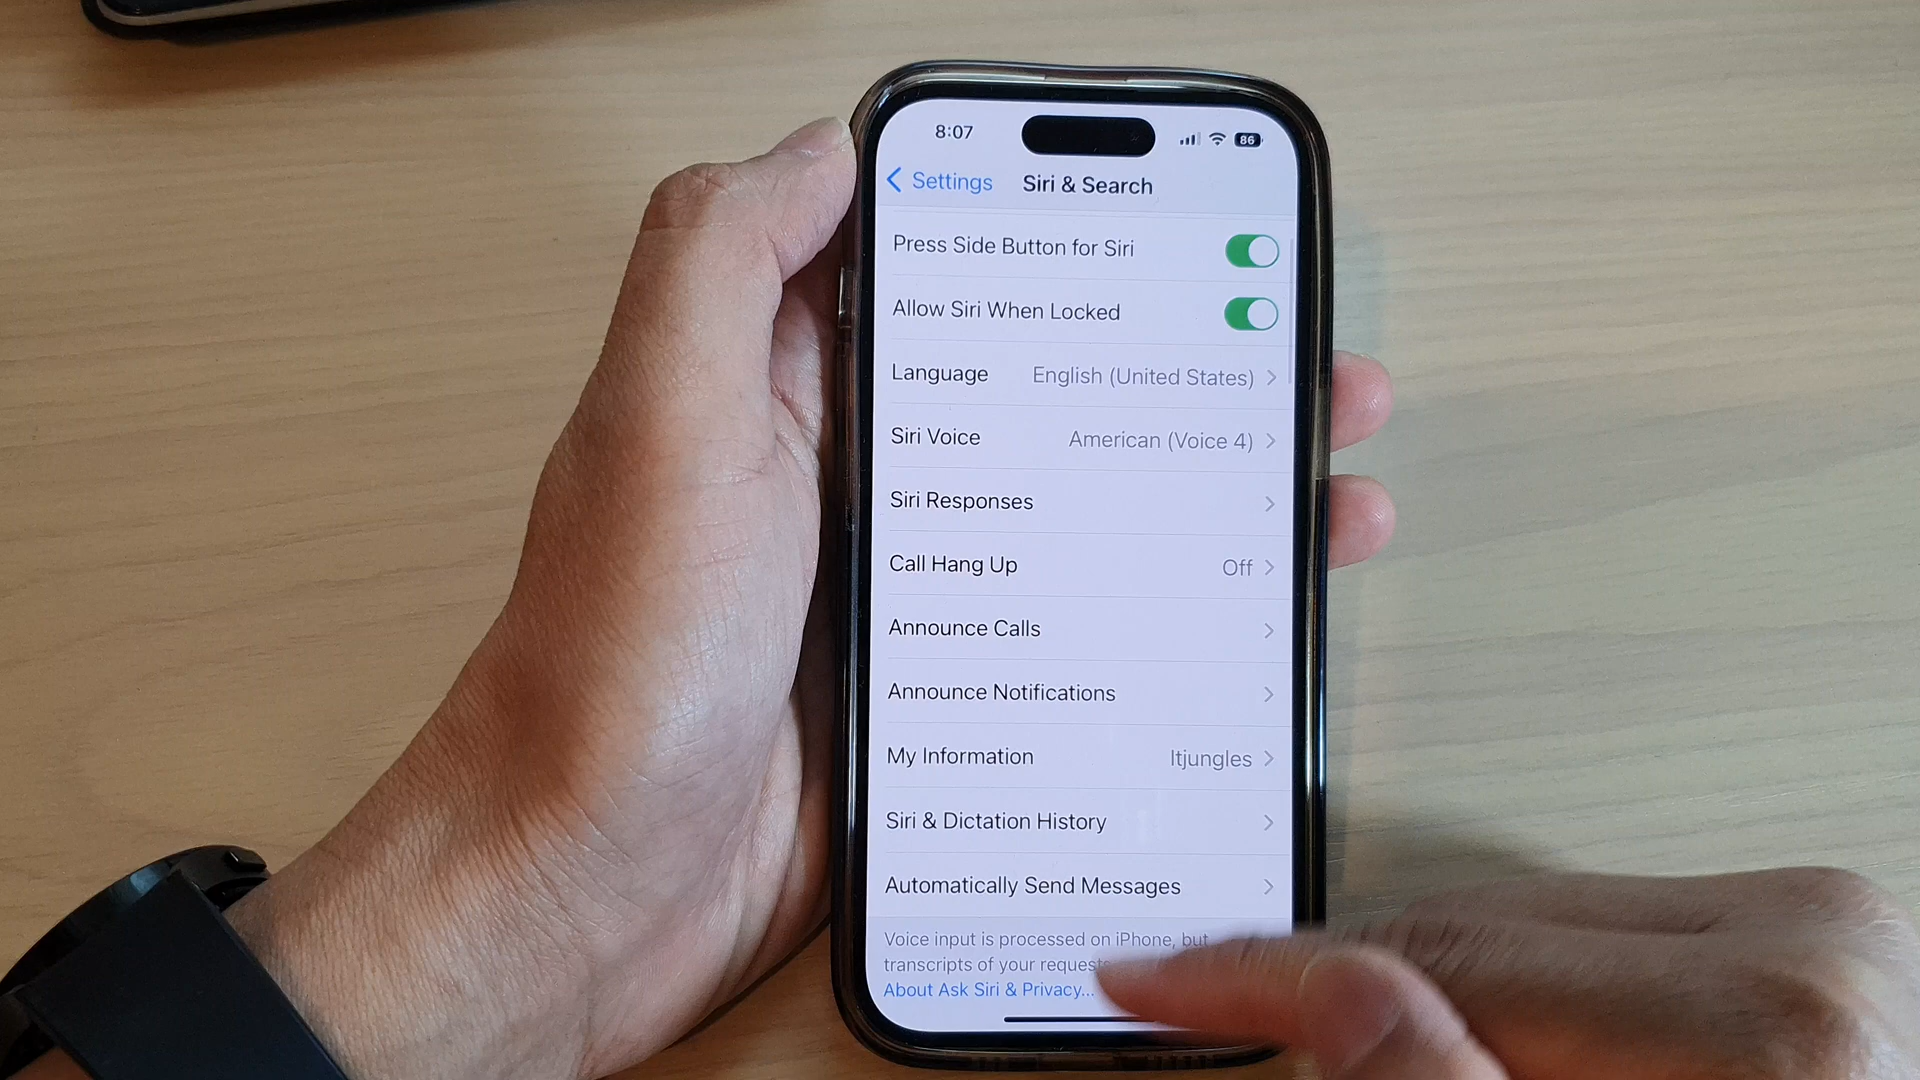 8:07 86
Settings Siri & Search
Press Side Button for Siri
Allow Siri When Locked
Language English (United States)
Siri Voice American (Voice 4)
Siri Responses
Call Hang Up Off
Announce Calls
Announce Notifications
My Information Itjungles
Siri & Dictation History
Automatically Send Messages
Voice input is processed on iPhone, but
transcripts of your requests
About Ask Siri & Privacy...